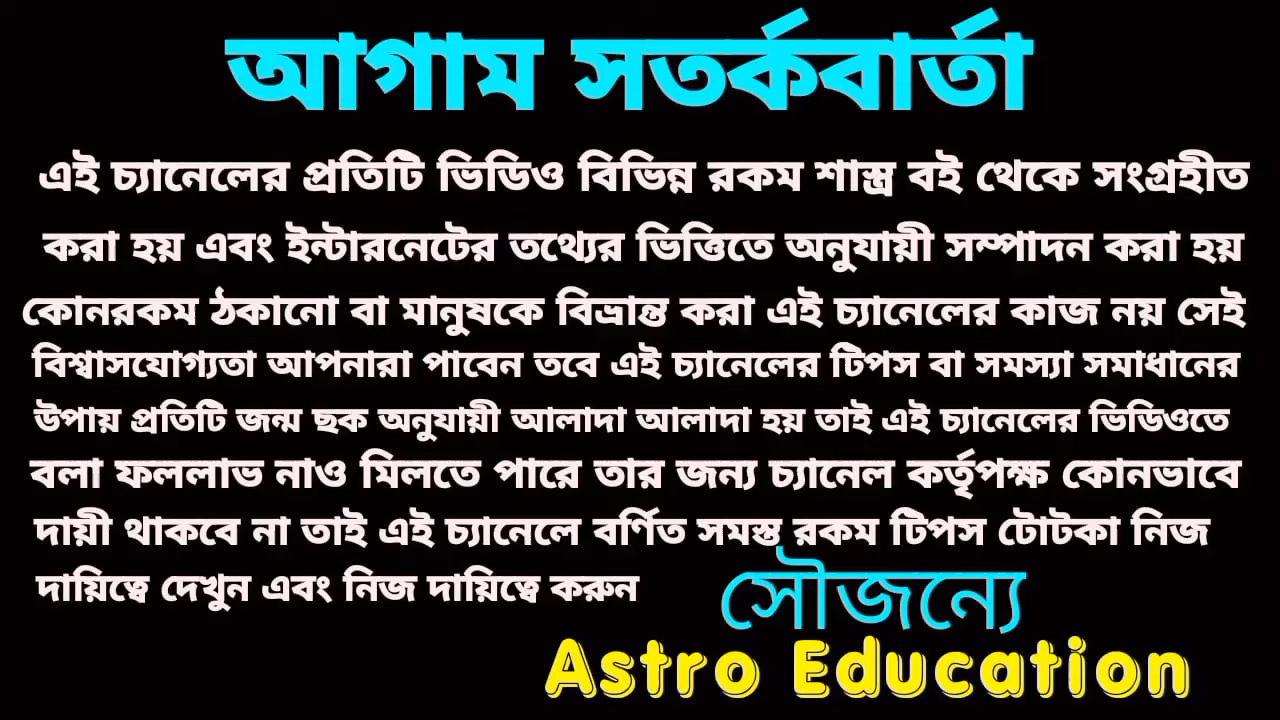 আগাম সতর্কবার্তা
এই চ্যানেলের প্রতিটি ভিডিও বিভিন্ন রকম শাস্ত্র বই থেকে সংগ্রহীত
করা হয় এবং ইন্টারনেটের তথ্যের ভিত্তিতে অনুযায়ী সম্পাদন করা হয়
কোনরকম ঠকানো বা মানুষকে বিভ্রান্ত করা এই চ্যানেলের কাজ নয় সেই
বিশ্বাসযোগ্যতা আপনারা পাবেন তবে এই চ্যানেলের টিপস বা সমস্যা সমাধানের
উপায় প্রতিটি জন্ম ছক অনুযায়ী আলাদা আলাদা হয় তাই এই চ্যানেলের ভিডিওতে
বলা ফললাভ নাও মিলতে পারে তার জন্য চ্যানেল কর্তৃপক্ষ কোনভাবে
দায়ী থাকবে না তাই এই চ্যানেলে বর্ণিত সমস্ত রকম টিপস টোটকা নিজ
দায়িত্বে দেখুন এবং নিজ দায়িত্বে করুন
সৌজন্যে
Astro Education